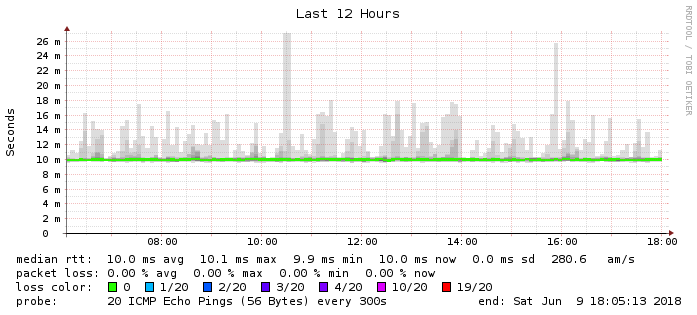 Last 12 Hours
RRDTOOL / TOBI OETIKER
Seconds
26 m
24 m
22 m
20 m
18 m
16 m
14 m
12 m
10 m
8 m
6 m
4 m
2 m
0
08:00 10:00 12:00 14:00 16:00 18:00
median rtt: 10.0 ms avg 10.1 ms max 9.9 ms min 10.0 ms now 0.0 ms sd 280.6 am/s
packet loss: 0.00 % avg 0.00 % max 0.00 % min 0.00 % now
loss color: 0 1/20 2/20 3/20 4/20 10/20 19/20
probe: 20 ICMP Echo Pings (56 Bytes) every 300s end: Sat Jun 9 18:05:13 2018